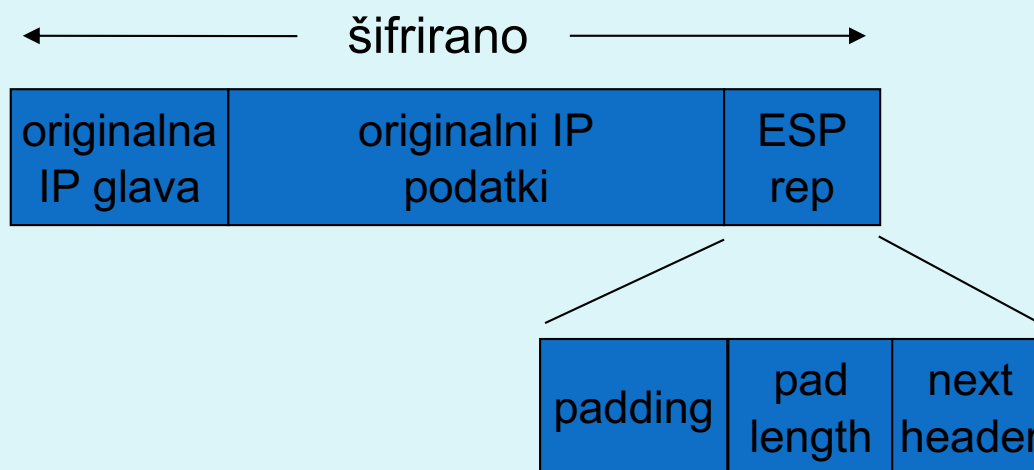 šifrirano
originalna
IP glava
originalni IP
podatki
ESP
rep
padding
pad
length
next
header